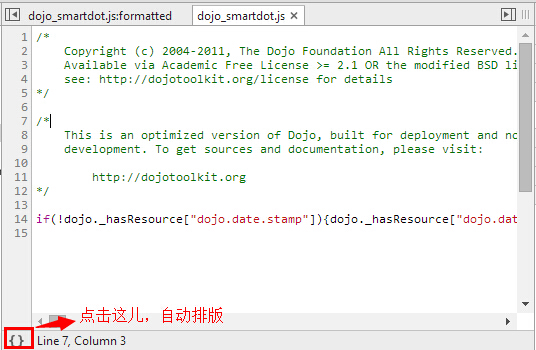 dojo_smartdot.js:formatted dojo_smartdot.js ×
1 /*
2 Copyright (c) 2004-2011, The Dojo Foundation All Rights Reserved.
3 Available via Academic Free License >= 2.1 OR the modified BSD li
4 see: http://dojotoolkit.org/license for details
5 */
6
7 /*
8 This is an optimized version of Dojo, built for deployment and no
9 development. To get sources and documentation, please visit:
10
11 http://dojotoolkit.org
12 */
13
14 if(!dojo._hasResource["dojo.date.stamp"]){dojo._hasResource["dojo.dat
15
点击这儿，自动排版
{} Line 7, Column 3